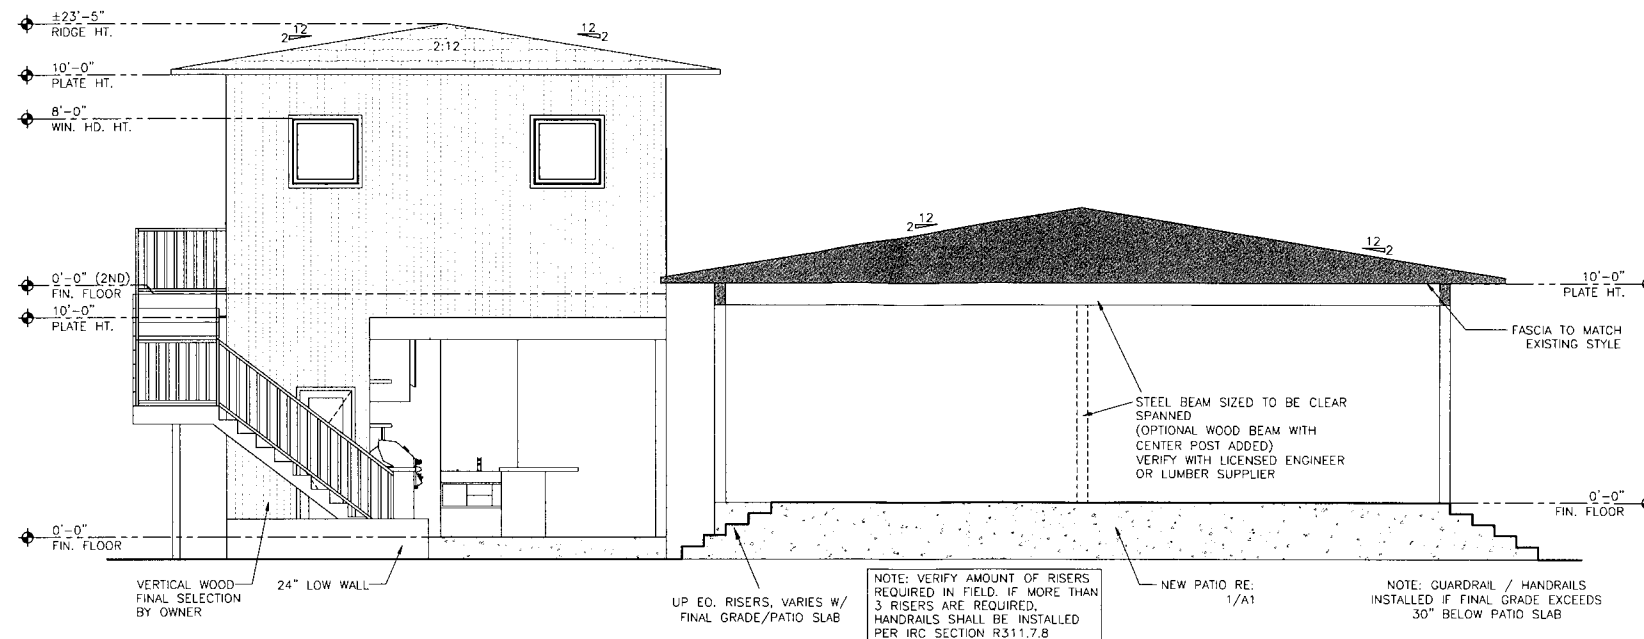 ±23'-5"
RIDGE HT.
10'-0"
PLATE HT.
8'-0"
WIN. HD. HT.
0'-0" (2ND)
FIN. FLOOR
10'-0"
PLATE HT.
0'-0"
FIN. FLOOR
12
2
2:12
12
2
VERTICAL WOOD
FINAL SELECTION
BY OWNER
24" LOW WALL
12
2
12
2
10'-0"
PLATE HT.
FASCIA TO MATCH
EXISTING STYLE
STEEL BEAM SIZED TO BE CLEAR
SPANNED
(OPTIONAL WOOD BEAM WITH
CENTER POST ADDED)
VERIFY WITH LICENSED ENGINEER
OR LUMBER SUPPLIER
0'-0"
FIN. FLOOR
UP EQ. RISERS, VARIES W/
FINAL GRADE/PATIO SLAB
NOTE: VERIFY AMOUNT OF RISERS
REQUIRED IN FIELD. IF MORE THAN
3 RISERS ARE REQUIRED,
HANDRAILS SHALL BE INSTALLED
PER IRC SECTION R311.7.8
NEW PATIO RE:
1/A1
NOTE: GUARDRAIL / HANDRAILS
INSTALLED IF FINAL GRADE EXCEEDS
30" BELOW PATIO SLAB